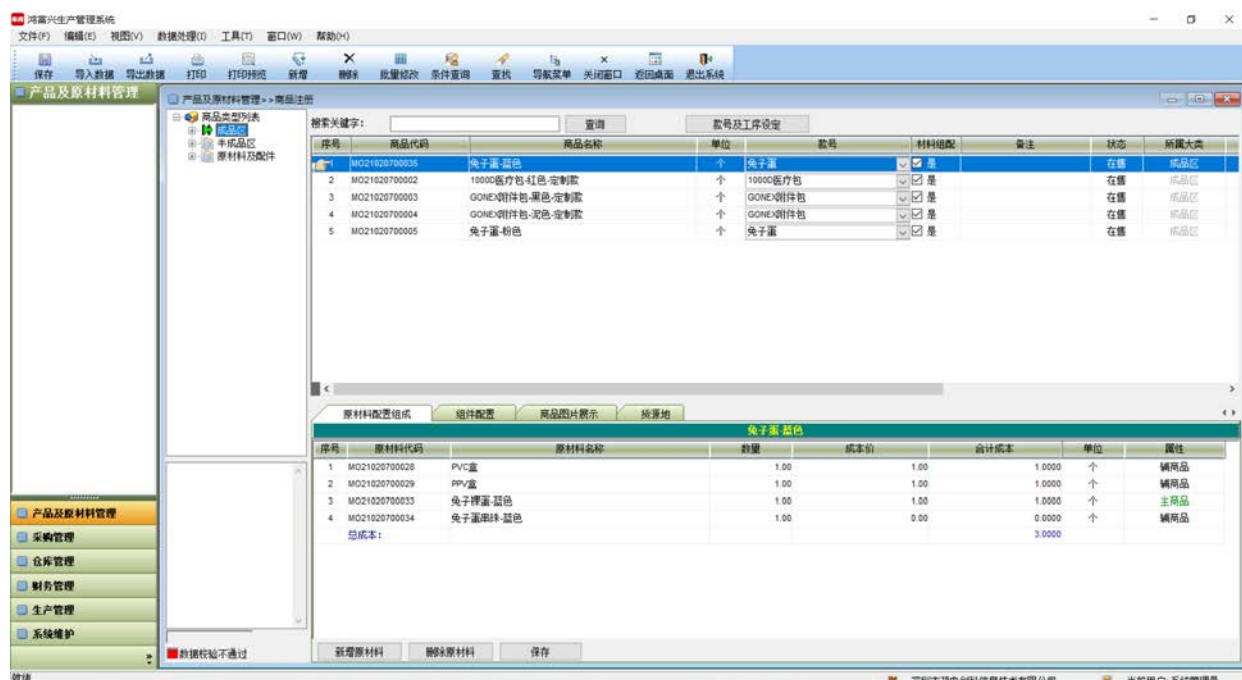 鸿富兴生产管理系统
文件(F) 编辑(E) 视图(V) 数据处理(I) 工具(T) 窗口(W) 帮助(H)
保存 导入数据 导出数据 打印 打印预览 新增 删除 批量修改 条件查询 查找 导航菜单 关闭窗口 返回桌面 退出系统
产品及原材料管理
产品及原材料管理>>商品注册
商品类型列表
成品区
半成品区
原材料及配件
搜索关键字: 查询 款号及工序设定
序号 商品代码 商品名称 单位 款号 材料组配 备注 状态 所属大类
MO21020700035 兔子蛋-蓝色 个 兔子蛋 是 在售 成品区
2 MO21020700002 1000D医疗包-红色-定制款 个 1000D医疗包 是 在售 成品区
3 MO21020700003 GONEX附件包-黑色-定制款 个 GONEX附件包 是 在售 成品区
4 MO21020700004 GONEX附件包-泥色-定制款 个 GONEX附件包 是 在售 成品区
5 MO21020700005 兔子蛋-粉色 个 兔子蛋 是 在售 成品区
原材料配置组成 组件配置 商品图片展示 货源地
兔子蛋-蓝色
序号 原材料代码 原材料名称 数量 成本价 合计成本 单位 属性
1 MO21020700028 PVC盒 1.00 1.00 1.0000 个 辅商品
2 MO21020700029 PPV盒 1.00 1.00 1.0000 个 辅商品
3 MO21020700033 兔子裸蛋-蓝色 1.00 1.00 1.0000 个 主商品
4 MO21020700034 兔子蛋串珠-蓝色 1.00 0.00 0.0000 个 辅商品
总成本: 3.0000
产品及原材料管理
采购管理
仓库管理
财务管理
生产管理
系统维护
数据校验不通过
新增原材料 删除原材料 保存
就绪
当前用户:系统管理员